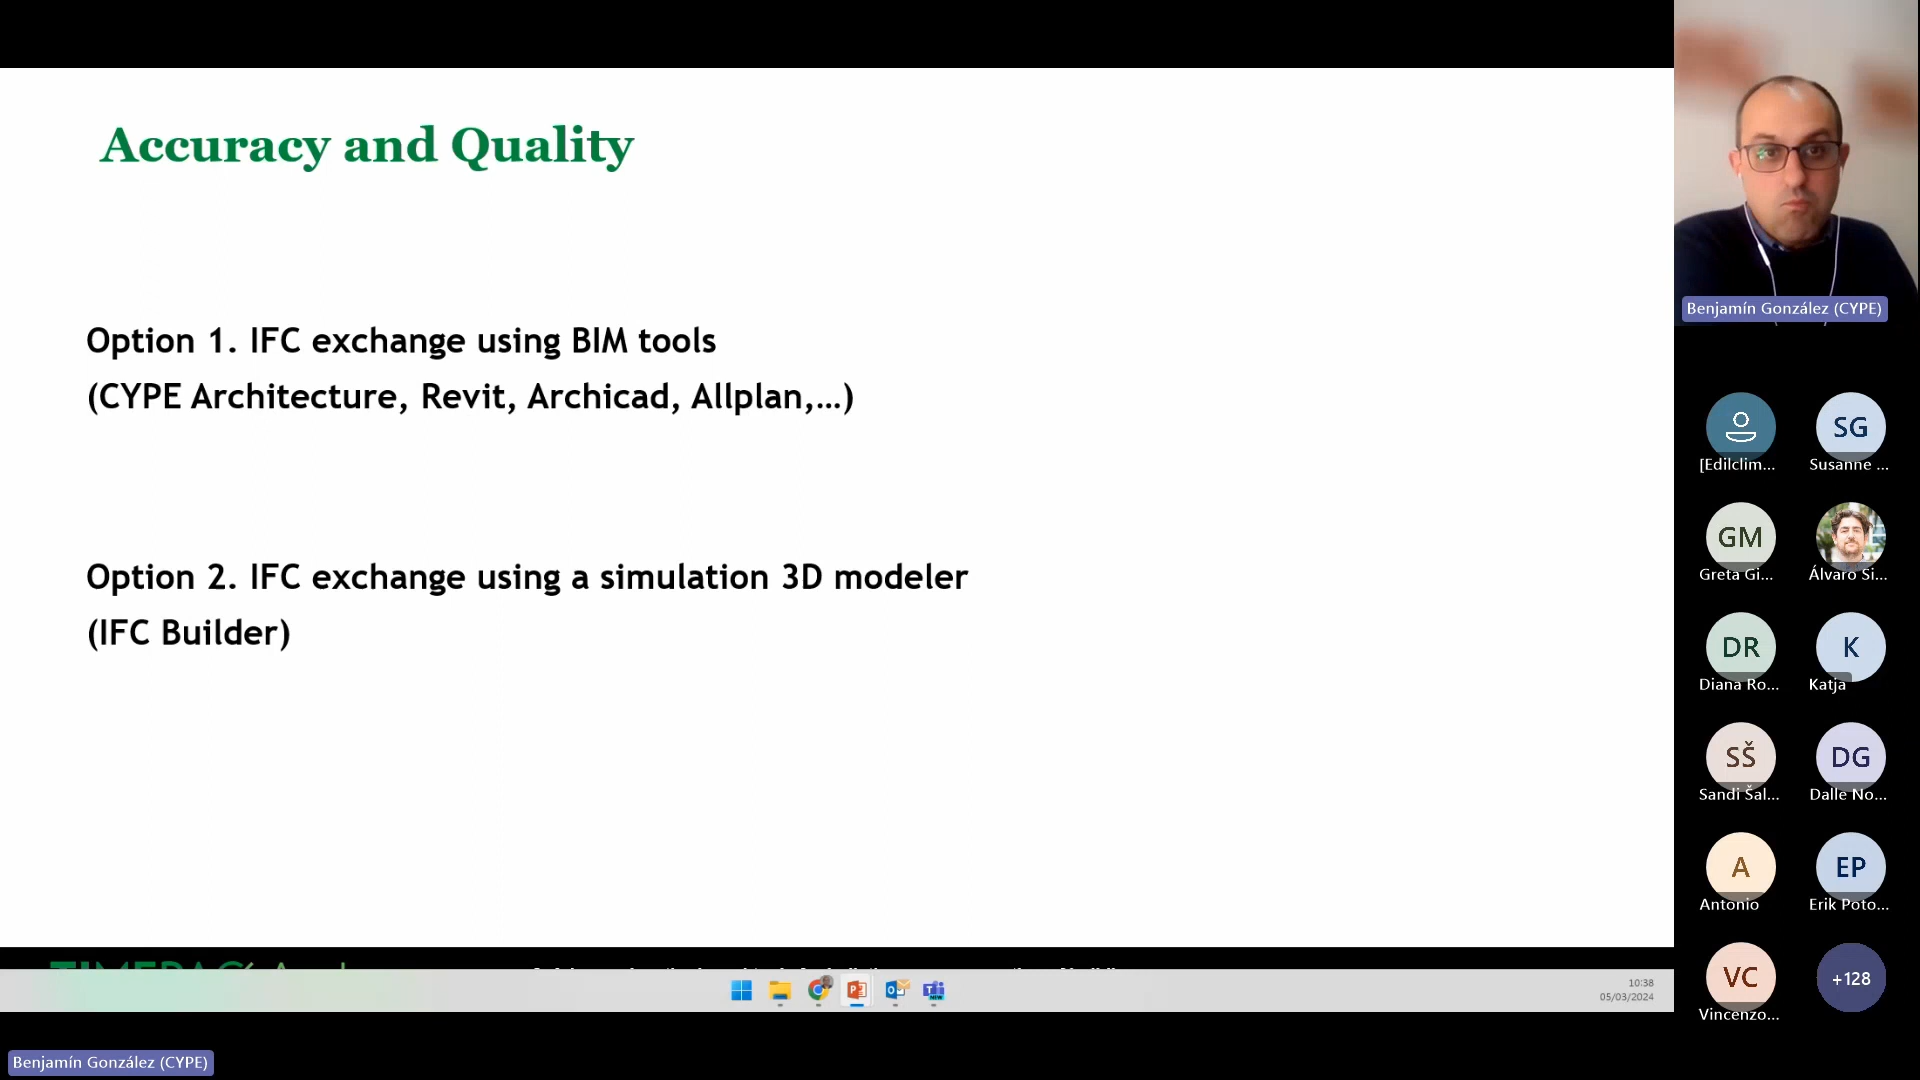 Accuracy and Quality
Option 1. IFC exchange using BIM tools
(CYPE Architecture, Revit, Archicad, Allplan,...)
Option 2. IFC exchange using a simulation 3D modeler
(IFC Builder)
10:38
05/03/2024
Benjamín González (CYPE)
Benjamín González (CYPE)
[Edilclim...
SG
Susanne ...
GM
Greta Gi...
Álvaro Si...
DR
Diana Ro...
K
Katja
SŠ
Sandi Šal...
DG
Dalle No...
A
Antonio
EP
Erik Poto...
VC
Vincenzo...
+128